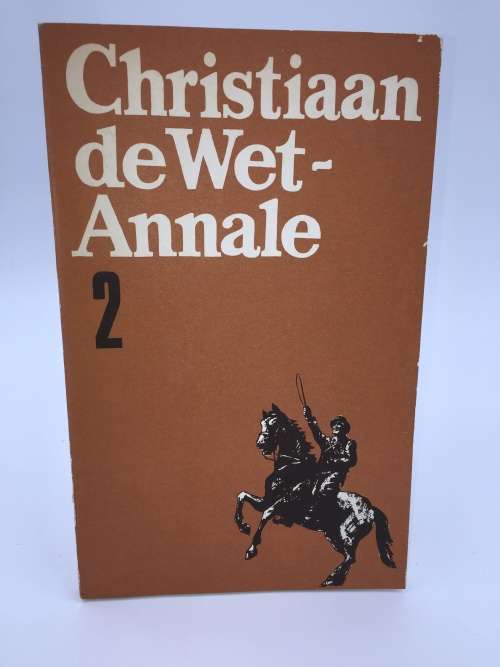 Christiaan
de Wet-
Annale
2